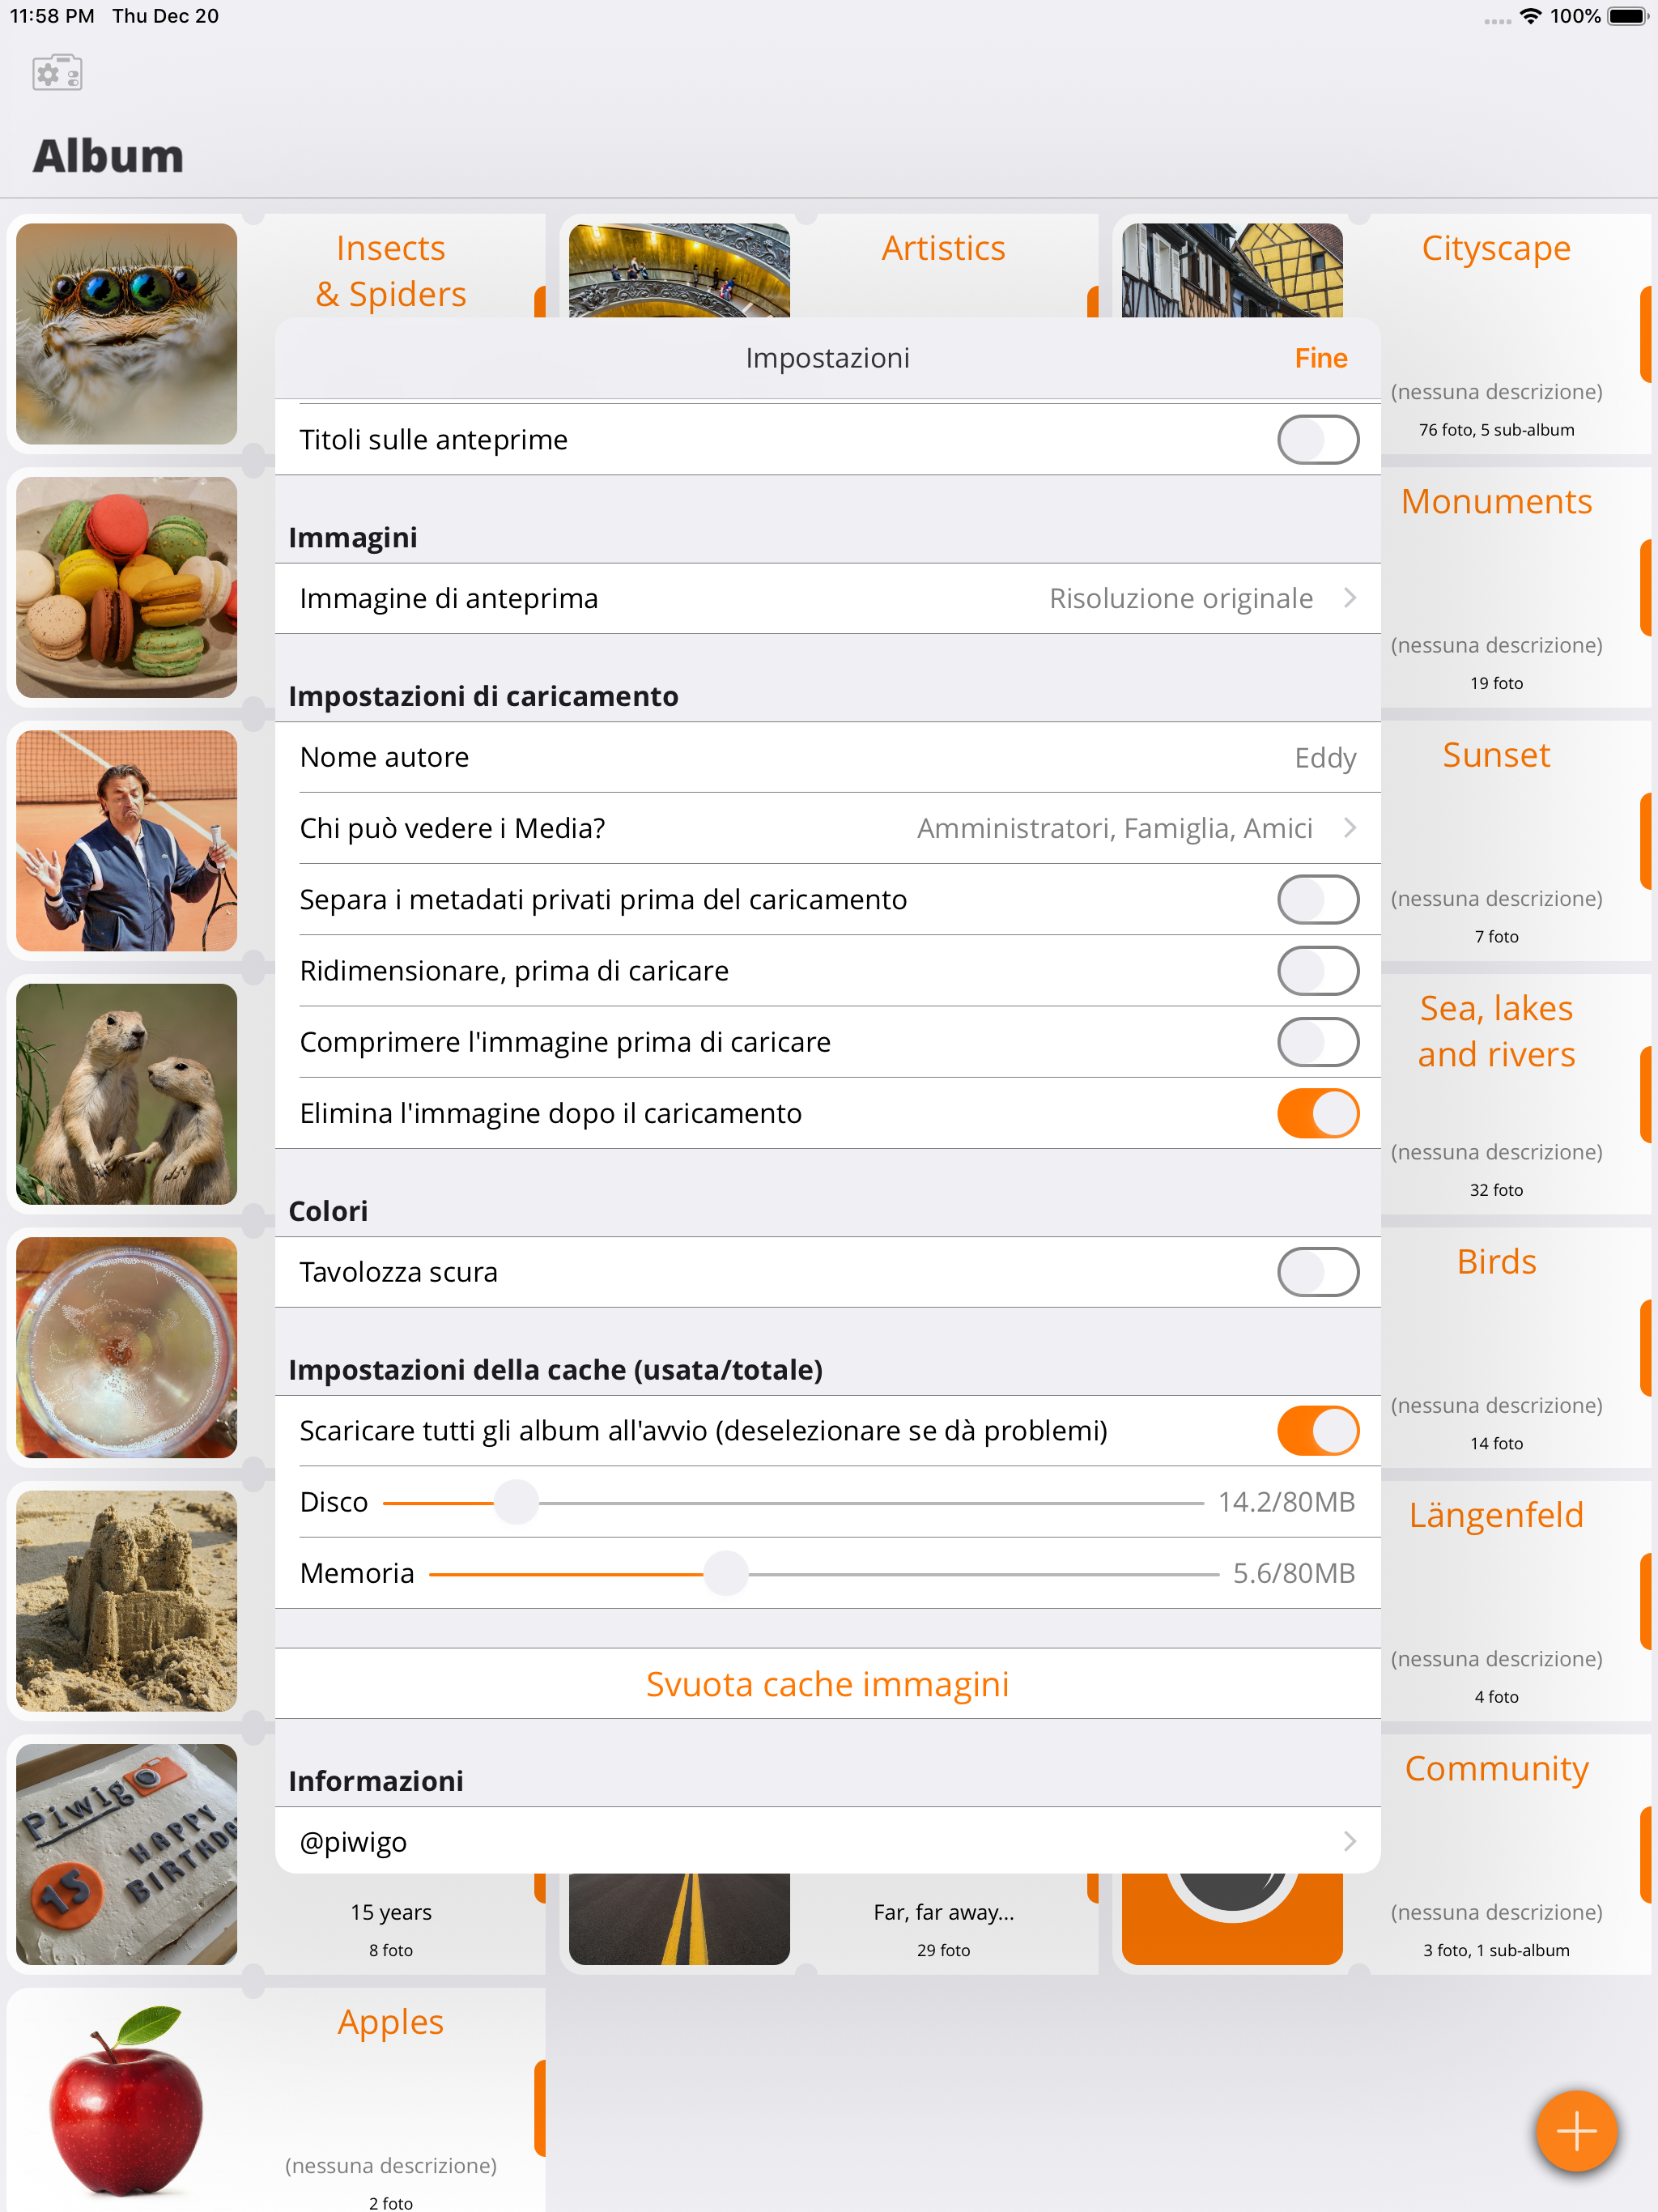 11:58 PM Thu Dec 20
100%
Album
Insects
& Spiders
Artistics
Cityscape
(nessuna descrizione)
76 foto, 5 sub-album
Impostazioni
Fine
Titoli sulle anteprime
Immagini
Immagine di anteprima Risoluzione originale
Impostazioni di caricamento
Nome autore Eddy
Chi può vedere i Media? Amministratori, Famiglia, Amici
Separa i metadati privati prima del caricamento
Ridimensionare, prima di caricare
Comprimere l'immagine prima di caricare
Elimina l'immagine dopo il caricamento
Colori
Tavolozza scura
Impostazioni della cache (usata/totale)
Scaricare tutti gli album all'avvio (deselezionare se dà problemi)
Disco 14.2/80MB
Memoria 5.6/80MB
Svuota cache immagini
Informazioni
@piwigo
Monuments
(nessuna descrizione)
19 foto
Sunset
(nessuna descrizione)
7 foto
Sea, lakes
and rivers
(nessuna descrizione)
32 foto
Birds
(nessuna descrizione)
14 foto
Längenfeld
(nessuna descrizione)
4 foto
Community
(nessuna descrizione)
3 foto, 1 sub-album
Piwigo
HAPPY
15
15 years
8 foto
Far, far away...
29 foto
Apples
(nessuna descrizione)
2 foto